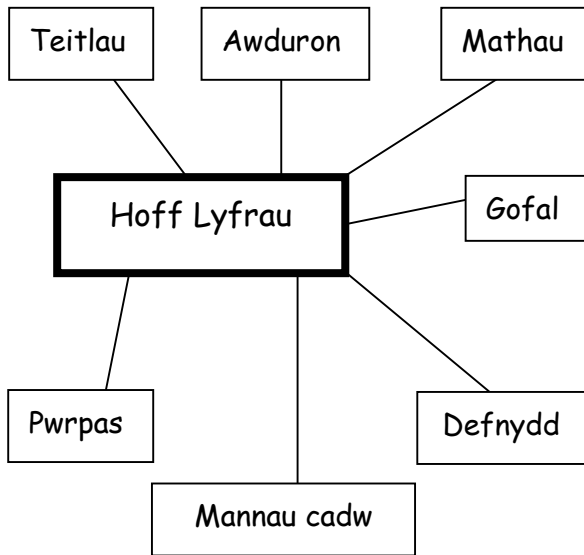 Teitlau
Awduron
Mathau
Hoff Lyfrau
Gofal
Pwrpas
Defnydd
Mannau cadw